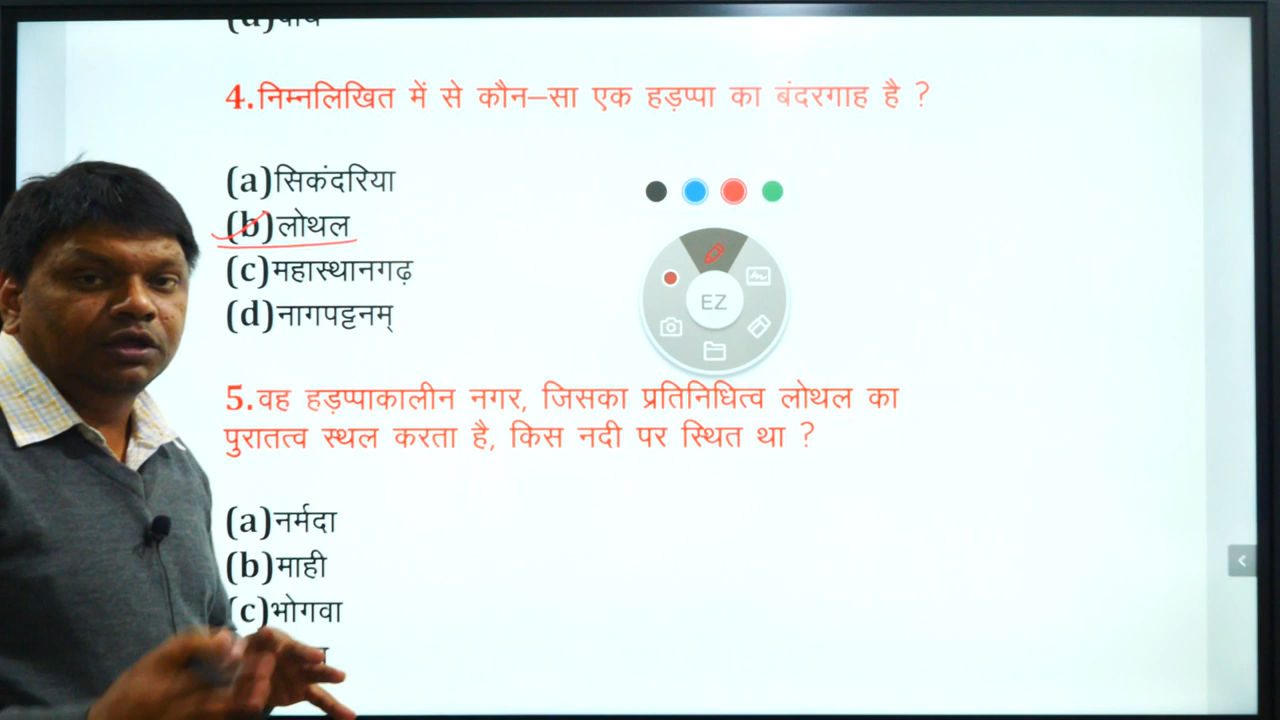 4.निम्नलिखित में से कौन–सा एक हड़प्पा का बंदरगाह है ?
(a)सिकंदरिया
(b)लोथल
(c)महास्थानगढ़
(d)नागपट्टनम्
EZ
5.वह हड़प्पाकालीन नगर, जिसका प्रतिनिधित्व लोथल का
पुरातत्व स्थल करता है, किस नदी पर स्थित था ?
(a)नर्मदा
(b)माही
(c)भोगवा